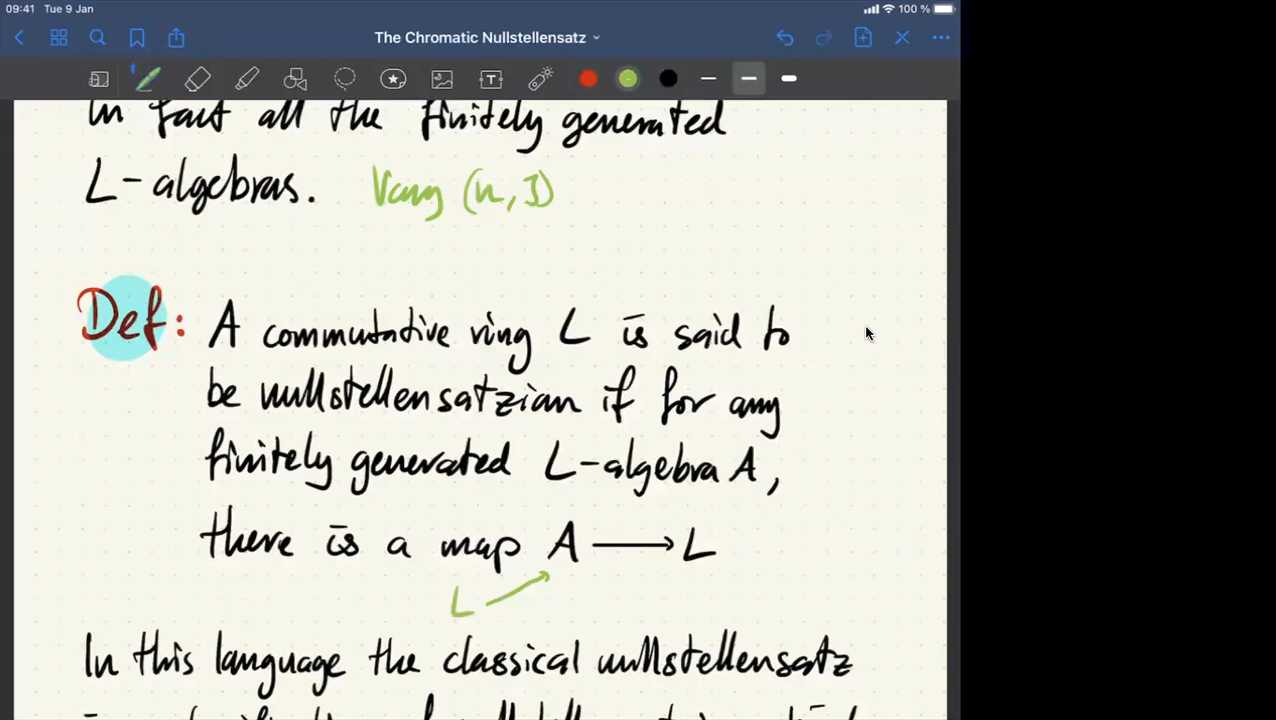 09:41 Tue 9 Jan
100 %
The Chromatic Nullstellensatz
In fact all the finitely generated
L-algebras. Vary (n, J)
Def: A commutative ring L is said to
be nullstellensatzian if for any
finitely generated L-algebra A,
there is a map A ⟶ L
L
In this language the classical nullstellensatz